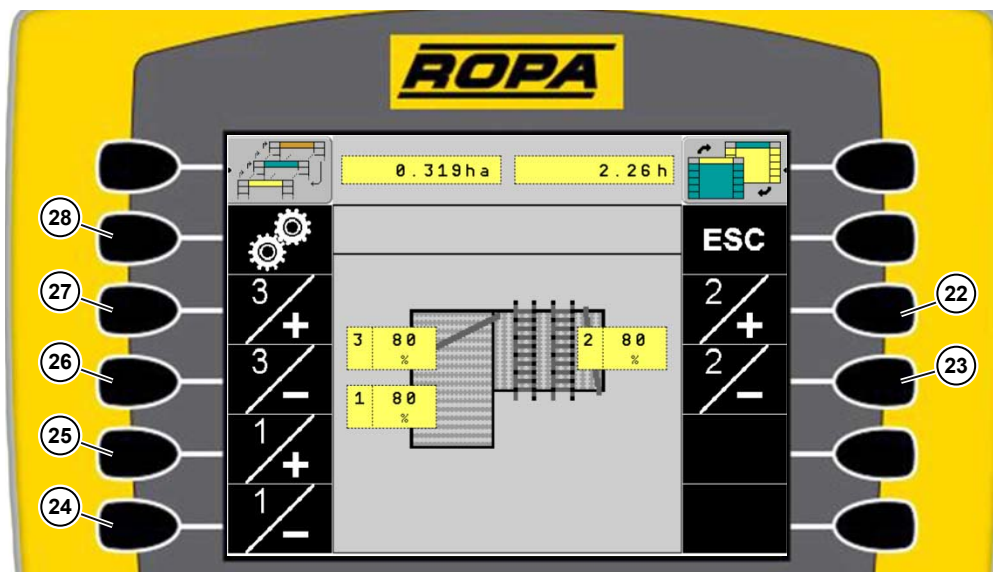 ROPA
0.319ha 2.26h
28
ESC
27
3/+
3 80 %
2 80 %
2/+
22
26
3/-
1 80 %
2/-
23
25
1/+
24
1/-